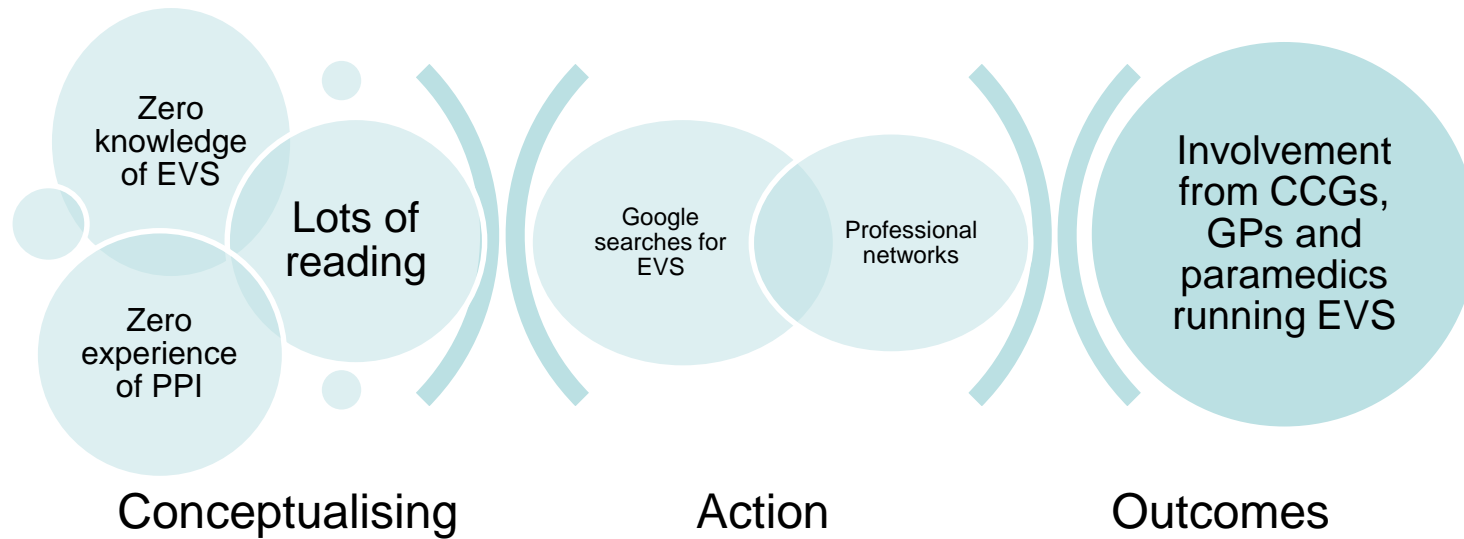 Zero
knowledge
of EVS
Lots of
reading
Zero
experience
of PPI
Google
searches for
EVS
Professional
networks
Involvement
from CCGs,
GPs and
paramedics
running EVS
Conceptualising
Action
Outcomes